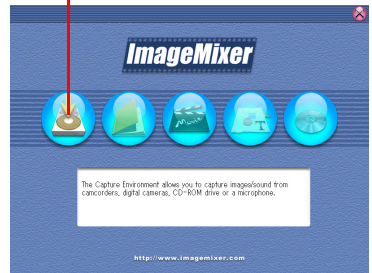 ImageMixer
Movie
T
The Capture Environment allows you to capture images/sound from
camcorders, digital cameras, CD-ROM drive or a microphone.
http://www.imagemixer.com